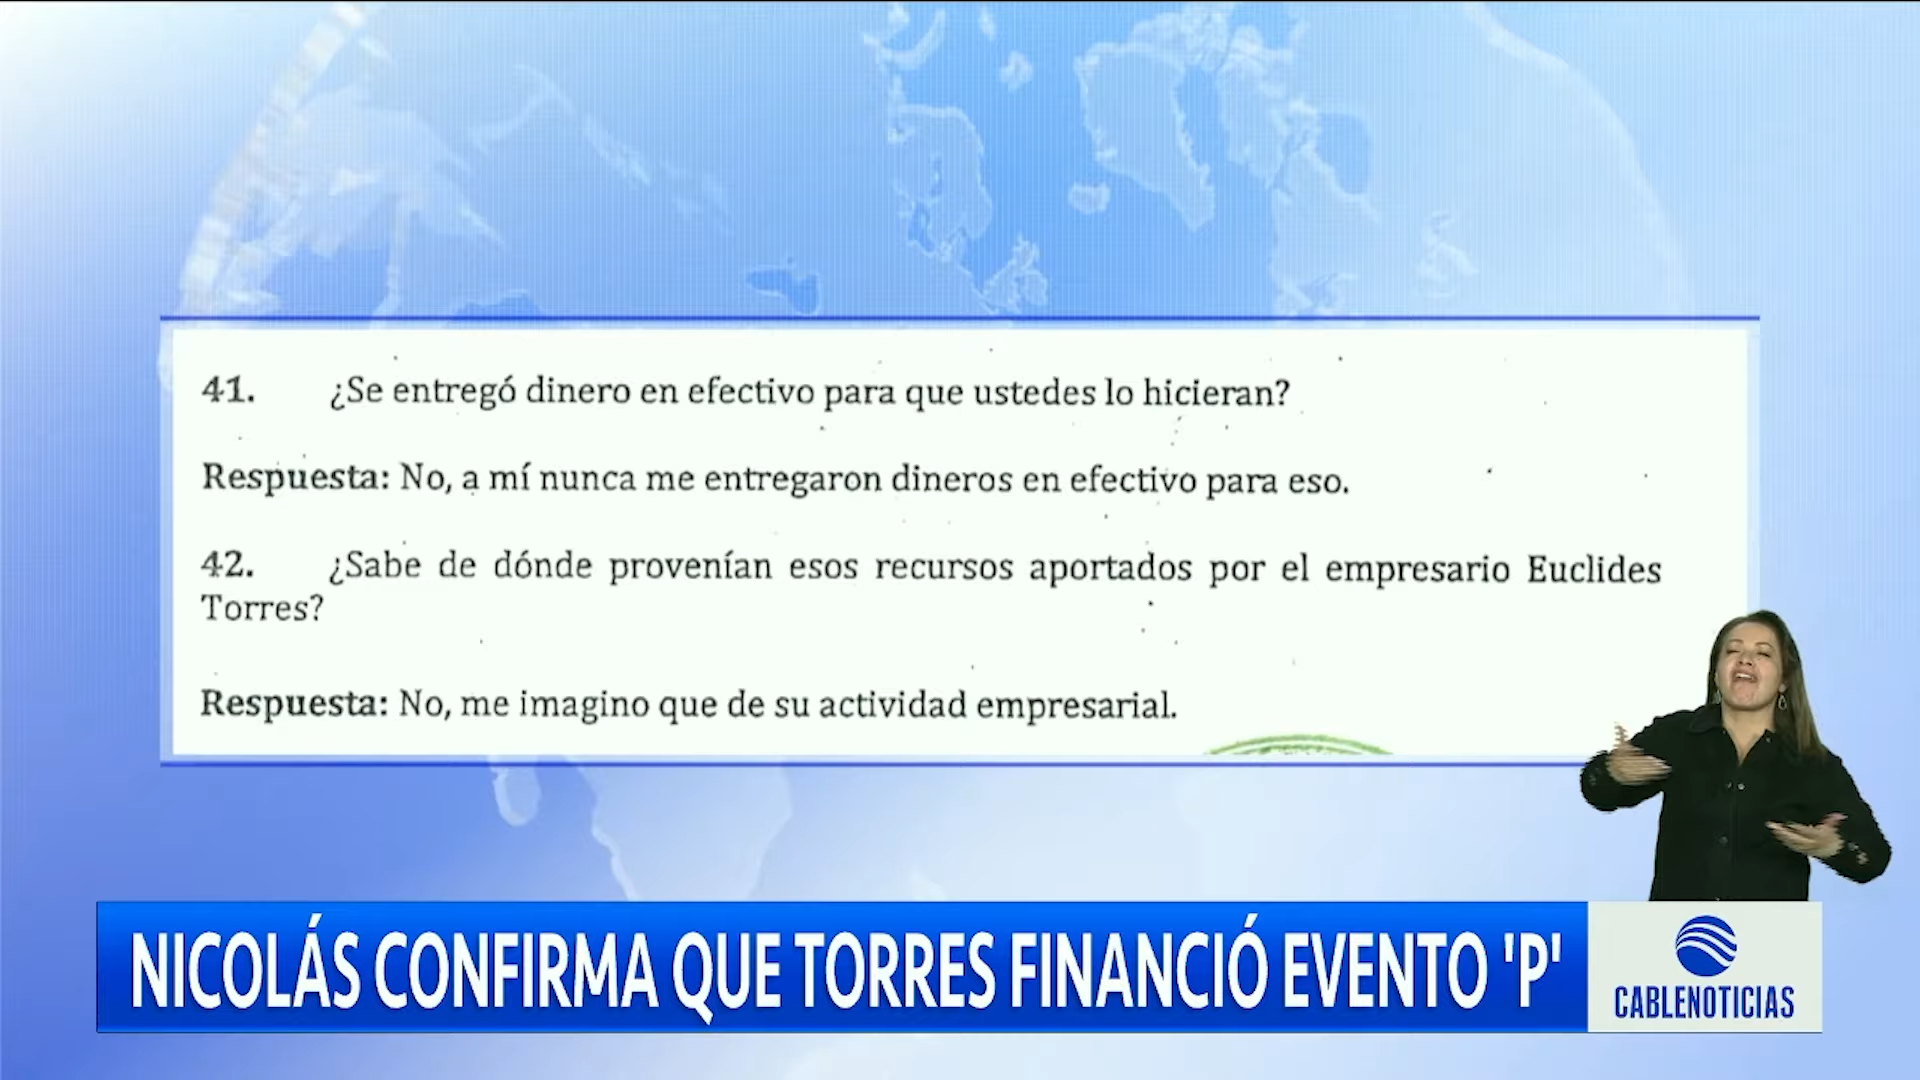 41. ¿Se entregó dinero en efectivo para que ustedes lo hicieran?
Respuesta: No, a mí nunca me entregaron dineros en efectivo para eso.
42. ¿Sabe de dónde provenían esos recursos aportados por el empresario Euclides
Torres?
Respuesta: No, me imagino que de su actividad empresarial.
NICOLÁS CONFIRMA QUE TORRES FINANCIÓ EVENTO 'P'
CABLENOTICIAS